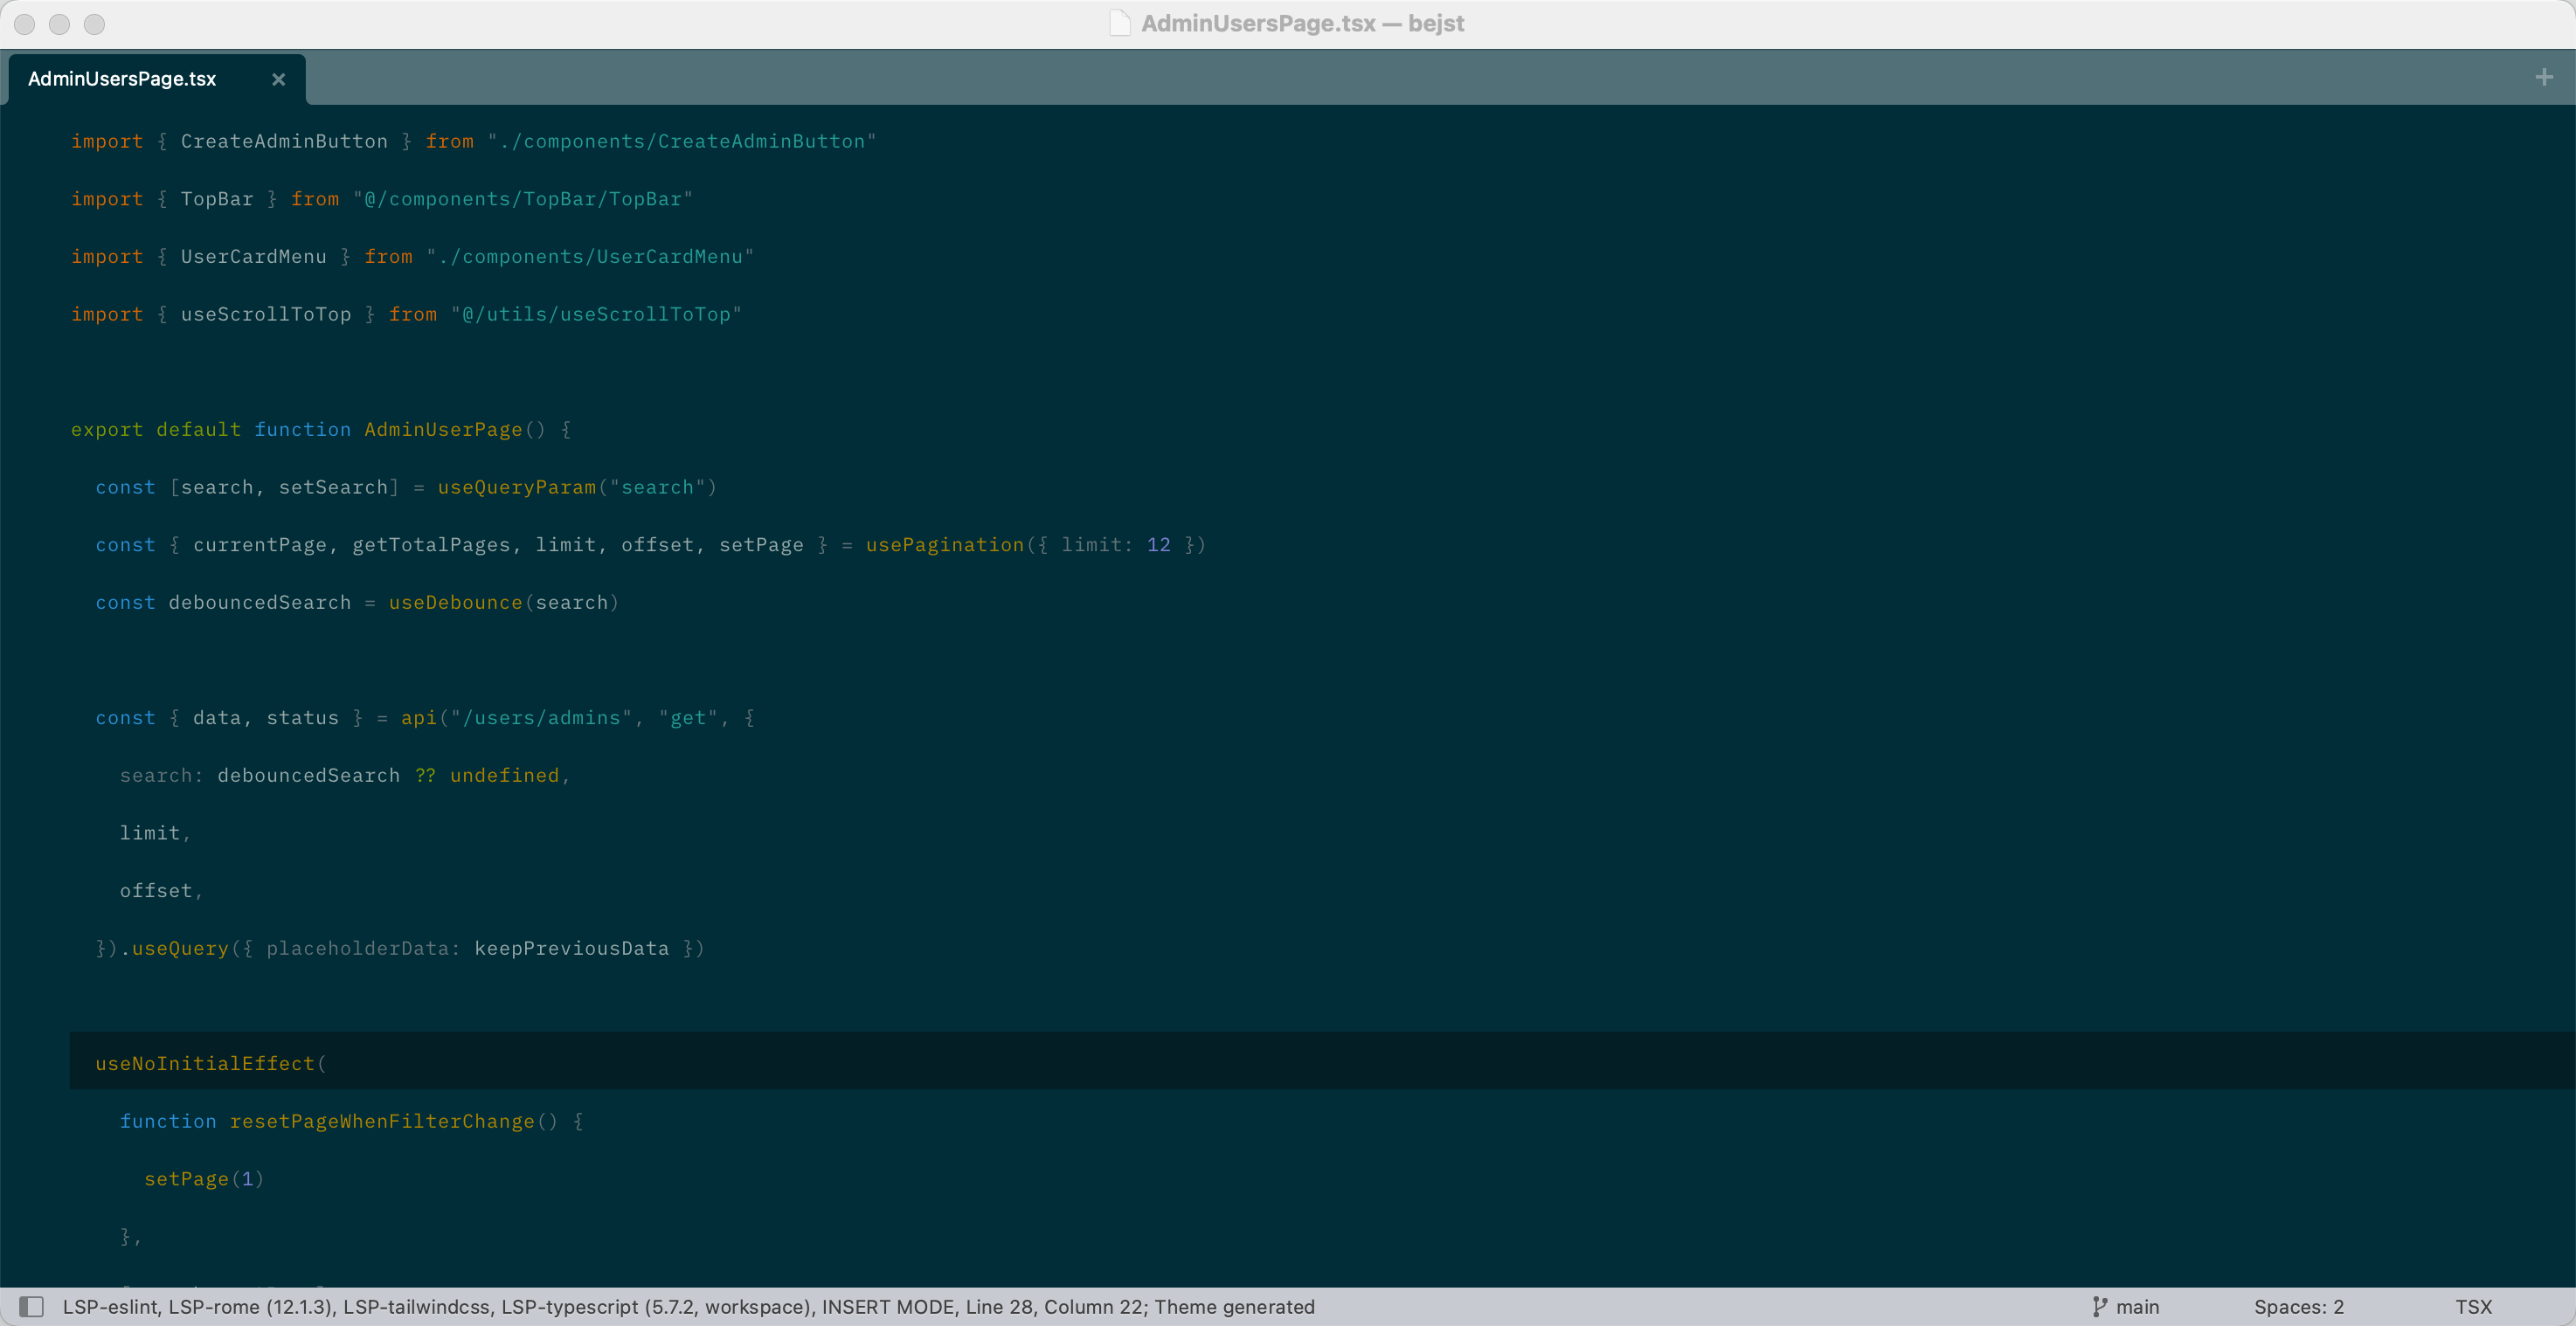 AdminUsersPage.tsx — bejst
AdminUsersPage.tsx
import { CreateAdminButton } from "./components/CreateAdminButton"
import { TopBar } from "@/components/TopBar/TopBar"
import { UserCardMenu } from "./components/UserCardMenu"
import { useScrollToTop } from "@/utils/useScrollToTop"
export default function AdminUserPage() {
  const [search, setSearch] = useQueryParam("search")
  const { currentPage, getTotalPages, limit, offset, setPage } = usePagination({ limit: 12 })
  const debouncedSearch = useDebounce(search)
  const { data, status } = api("/users/admins", "get", {
    search: debouncedSearch ?? undefined,
    limit,
    offset,
  }).useQuery({ placeholderData: keepPreviousData })
  useNoInitialEffect(
    function resetPageWhenFilterChange() {
      setPage(1)
    },
LSP-eslint, LSP-rome (12.1.3), LSP-tailwindcss, LSP-typescript (5.7.2, workspace), INSERT MODE, Line 28, Column 22; Theme generated
main
Spaces: 2
TSX